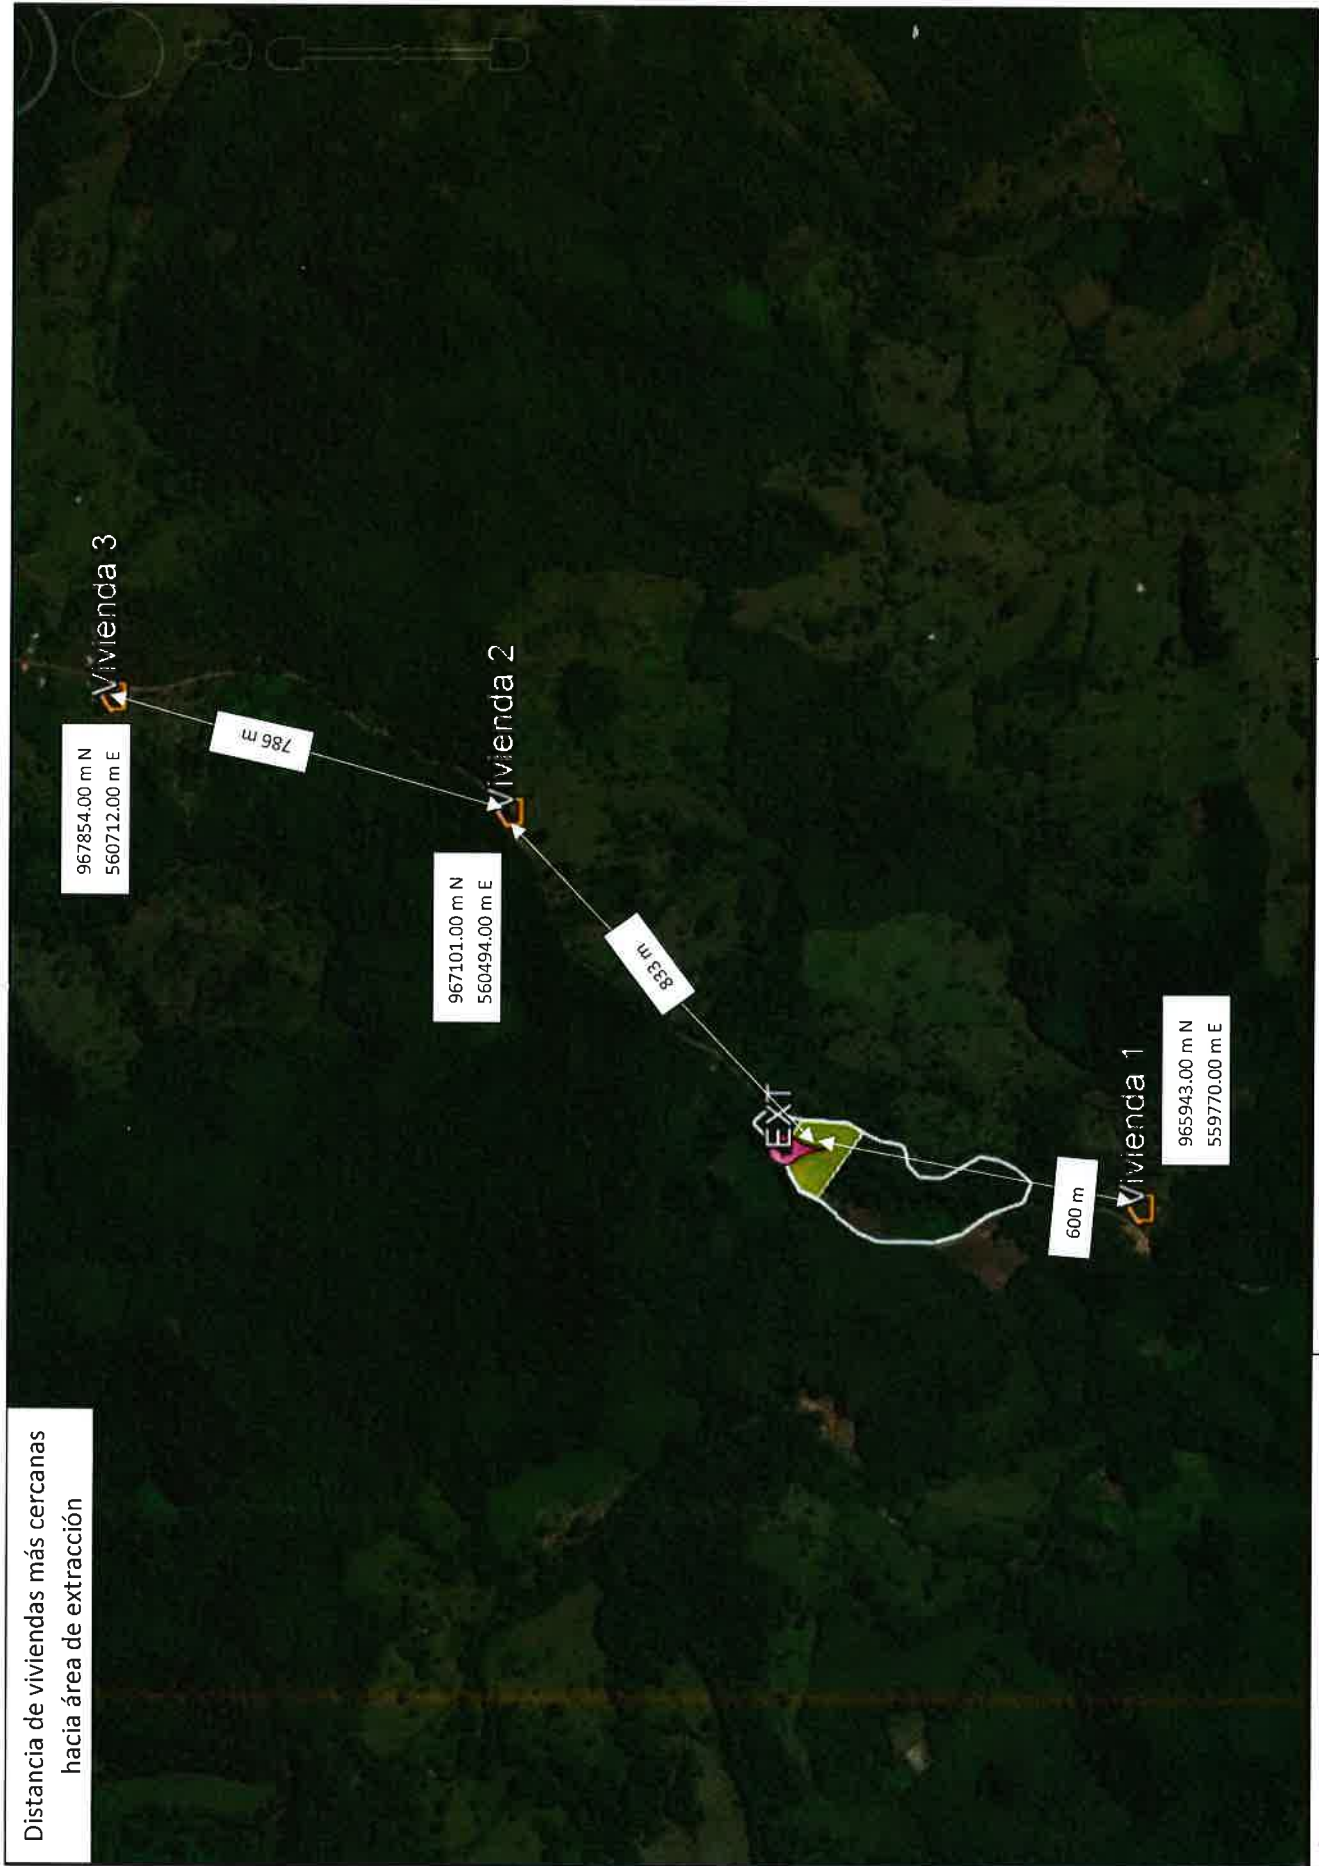 Distancia de viviendas más cercanas
hacia área de extracción
967854.00 m N
560712.00 m E
Vivienda 3
786 m
967101.00 m N
560494.00 m E
Vivienda 2
833 m
EXT
600 m
Vivienda 1
965943.00 m N
559770.00 m E